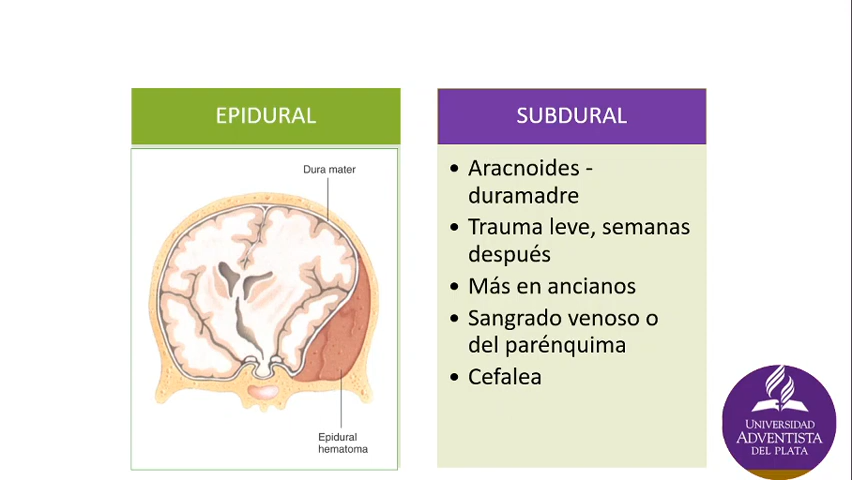 EPIDURAL
Dura mater
Epidural
hematoma
SUBDURAL
• Aracnoides -
duramadre
• Trauma leve, semanas
después
• Más en ancianos
• Sangrado venoso o
del parénquima
• Cefalea
UNIVERSIDAD
ADVENTISTA
DEL PLATA